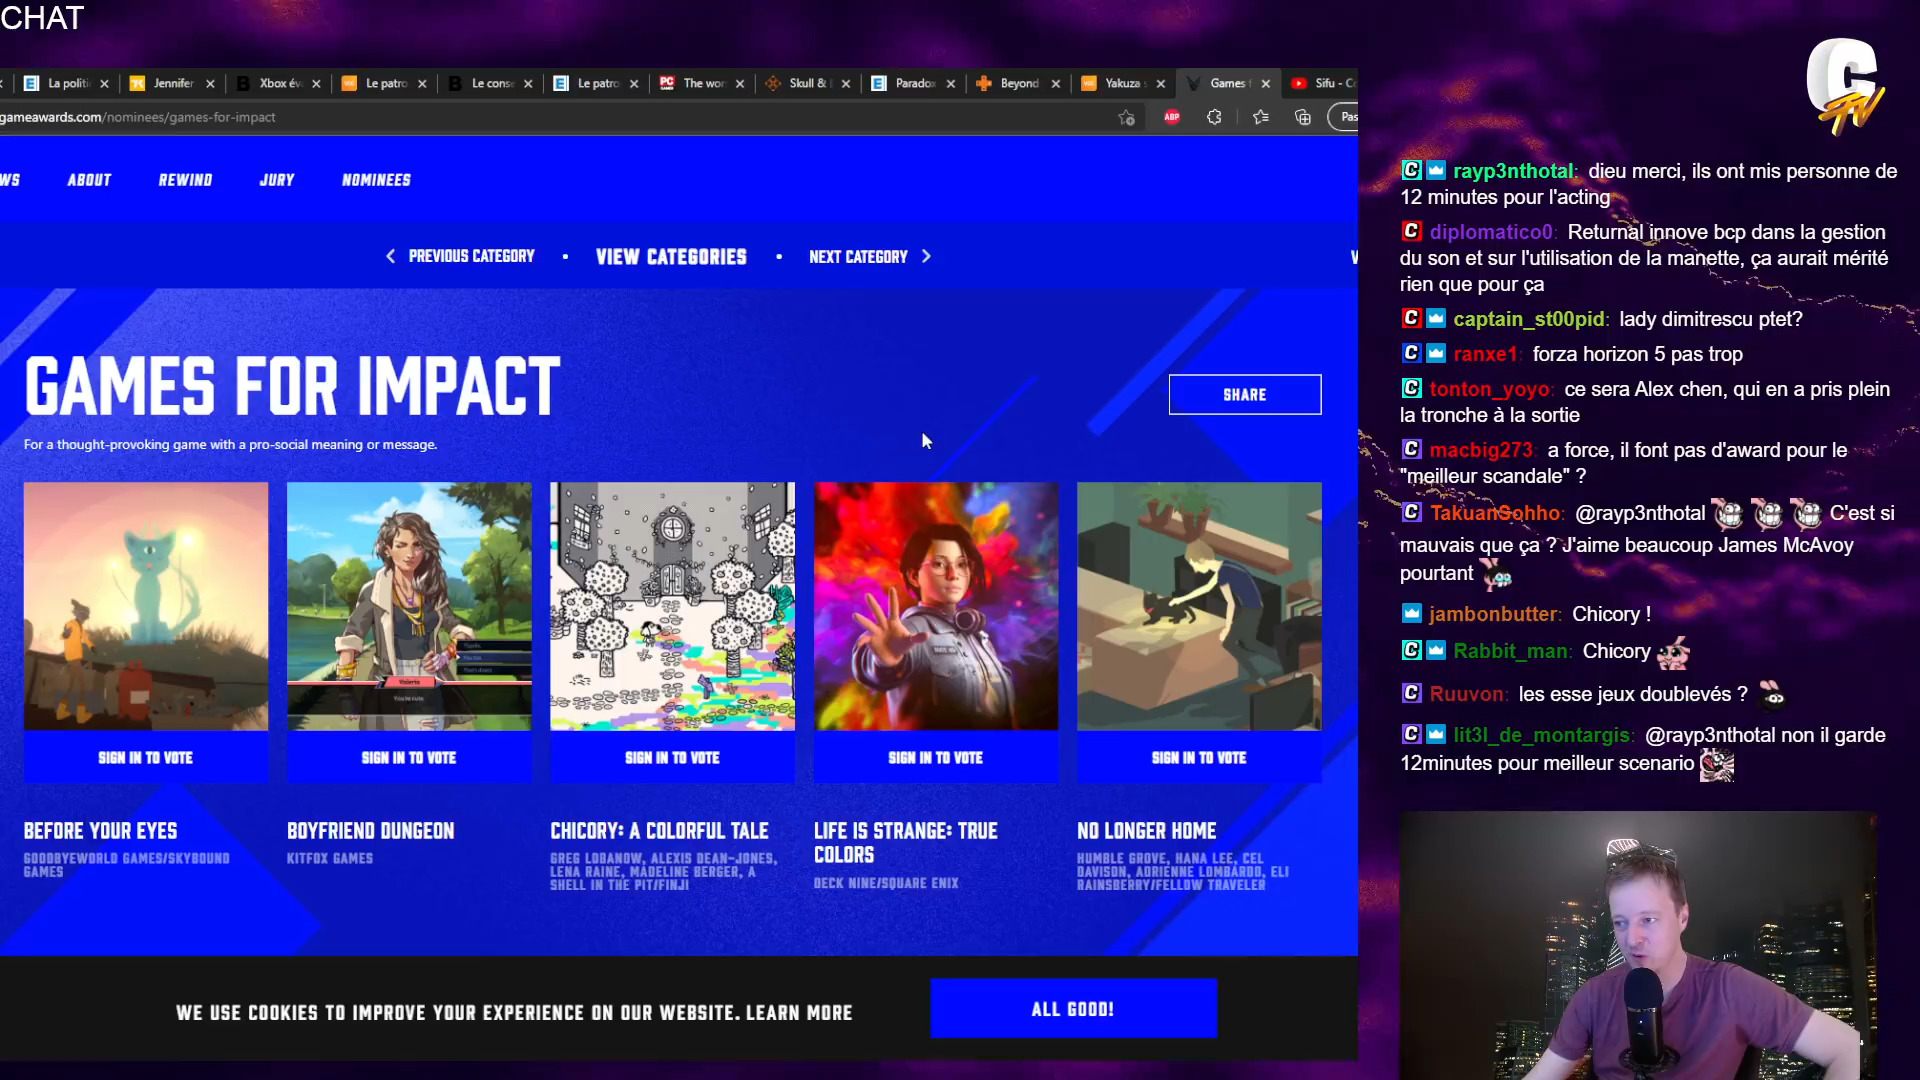 CHAT
La politi
Jennifer
Xbox év
Le patro
Le conse
Le patro
The wor
Skull &
Parado
Beyond
Yakuza s
Games f
Sifu - C
gameawards.com/nominees/games-for-impact
ABP
Pas
WS
ABOUT
REWIND
JURY
NOMINEES
PREVIOUS CATEGORY
VIEW CATEGORIES
NEXT CATEGORY
GAMES FOR IMPACT
SHARE
For a thought-provoking game with a pro-social meaning or message.
SIGN IN TO VOTE
SIGN IN TO VOTE
SIGN IN TO VOTE
SIGN IN TO VOTE
SIGN IN TO VOTE
BEFORE YOUR EYES
GOODBYEWORLD GAMES/SKYBOUND
GAMES
BOYFRIEND DUNGEON
KITFOX GAMES
CHICORY: A COLORFUL TALE
GREG LOBANOW, ALEXIS DEAN-JONES,
LENA RAINE, MADELINE BERGER, A
SHELL IN THE PIT/FINJI
LIFE IS STRANGE: TRUE
COLORS
DECK NINE/SQUARE ENIX
NO LONGER HOME
HUMBLE GROVE, HANA LEE, CEL
DAVISON, ADRIENNE LOMBARDO, ELI
RAINSBERRY/FELLOW TRAVELER
WE USE COOKIES TO IMPROVE YOUR EXPERIENCE ON OUR WEBSITE. LEARN MORE
ALL GOOD!
C TV
rayp3nthotal: dieu merci, ils ont mis personne de
12 minutes pour l'acting
diplomatico0: Returnal innove bcp dans la gestion
du son et sur l'utilisation de la manette, ça aurait mérité
rien que pour ça
captain_st00pid: lady dimitrescu ptet?
ranxe1: forza horizon 5 pas trop
tonton_yoyo: ce sera Alex chen, qui en a pris plein
la tronche à la sortie
macbig273: a force, il font pas d'award pour le
"meilleur scandale" ?
TakuanSohho: @rayp3nthotal C'est si
mauvais que ça ? J'aime beaucoup James McAvoy
pourtant
jambonbutter: Chicory !
Rabbit_man: Chicory
Ruuvon: les esse jeux doublevés ?
lit3l_de_montargis: @rayp3nthotal non il garde
12minutes pour meilleur scenario